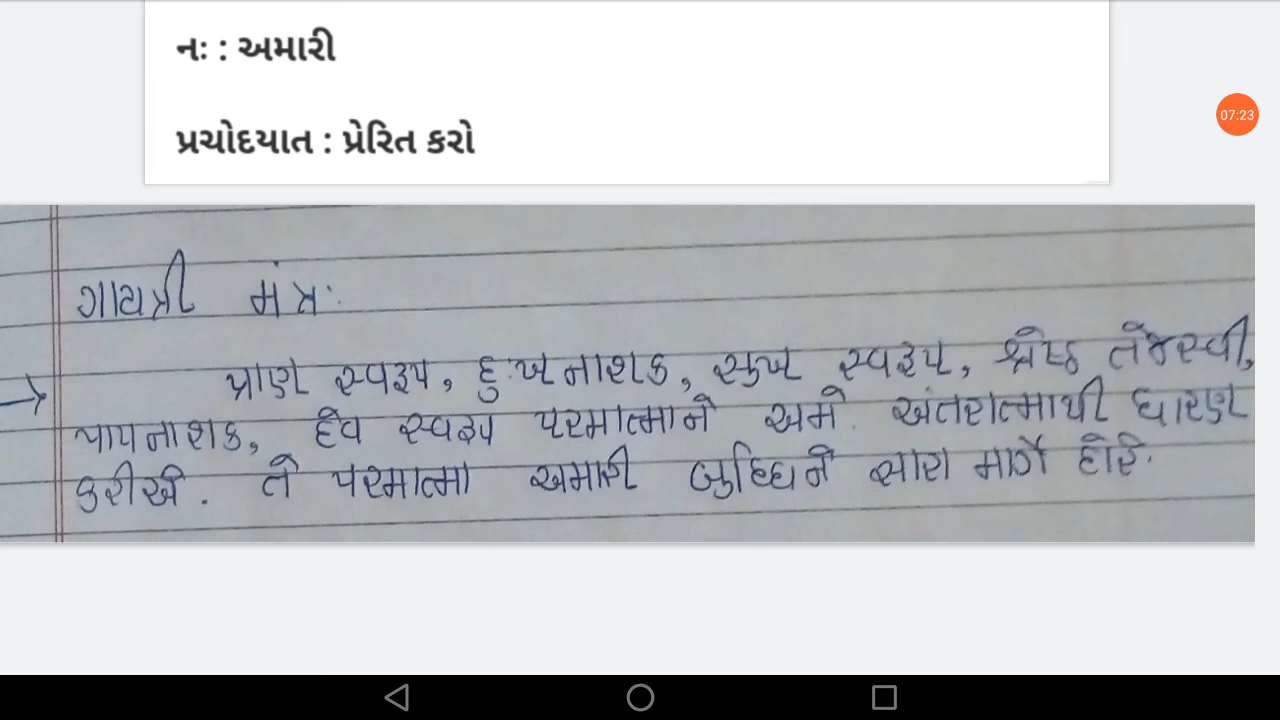 નઃ : અમારી
07:23
પ્રચોદયાત : પ્રેરિત કરો
ગાયત્રી મંત્ર:
પ્રાણ સ્વરૂપ, દુ:ખનાશક, સુખ સ્વરૂપ, શ્રેષ્ઠ તેજસ્વી,
પાપનાશક, દેવ સ્વરૂપ પરમાત્માને અમે અંતરાત્માથી ધારણ
કરીએ. તે પરમાત્મા અમારી બુધ્ધિને સારા માર્ગે દોરે.